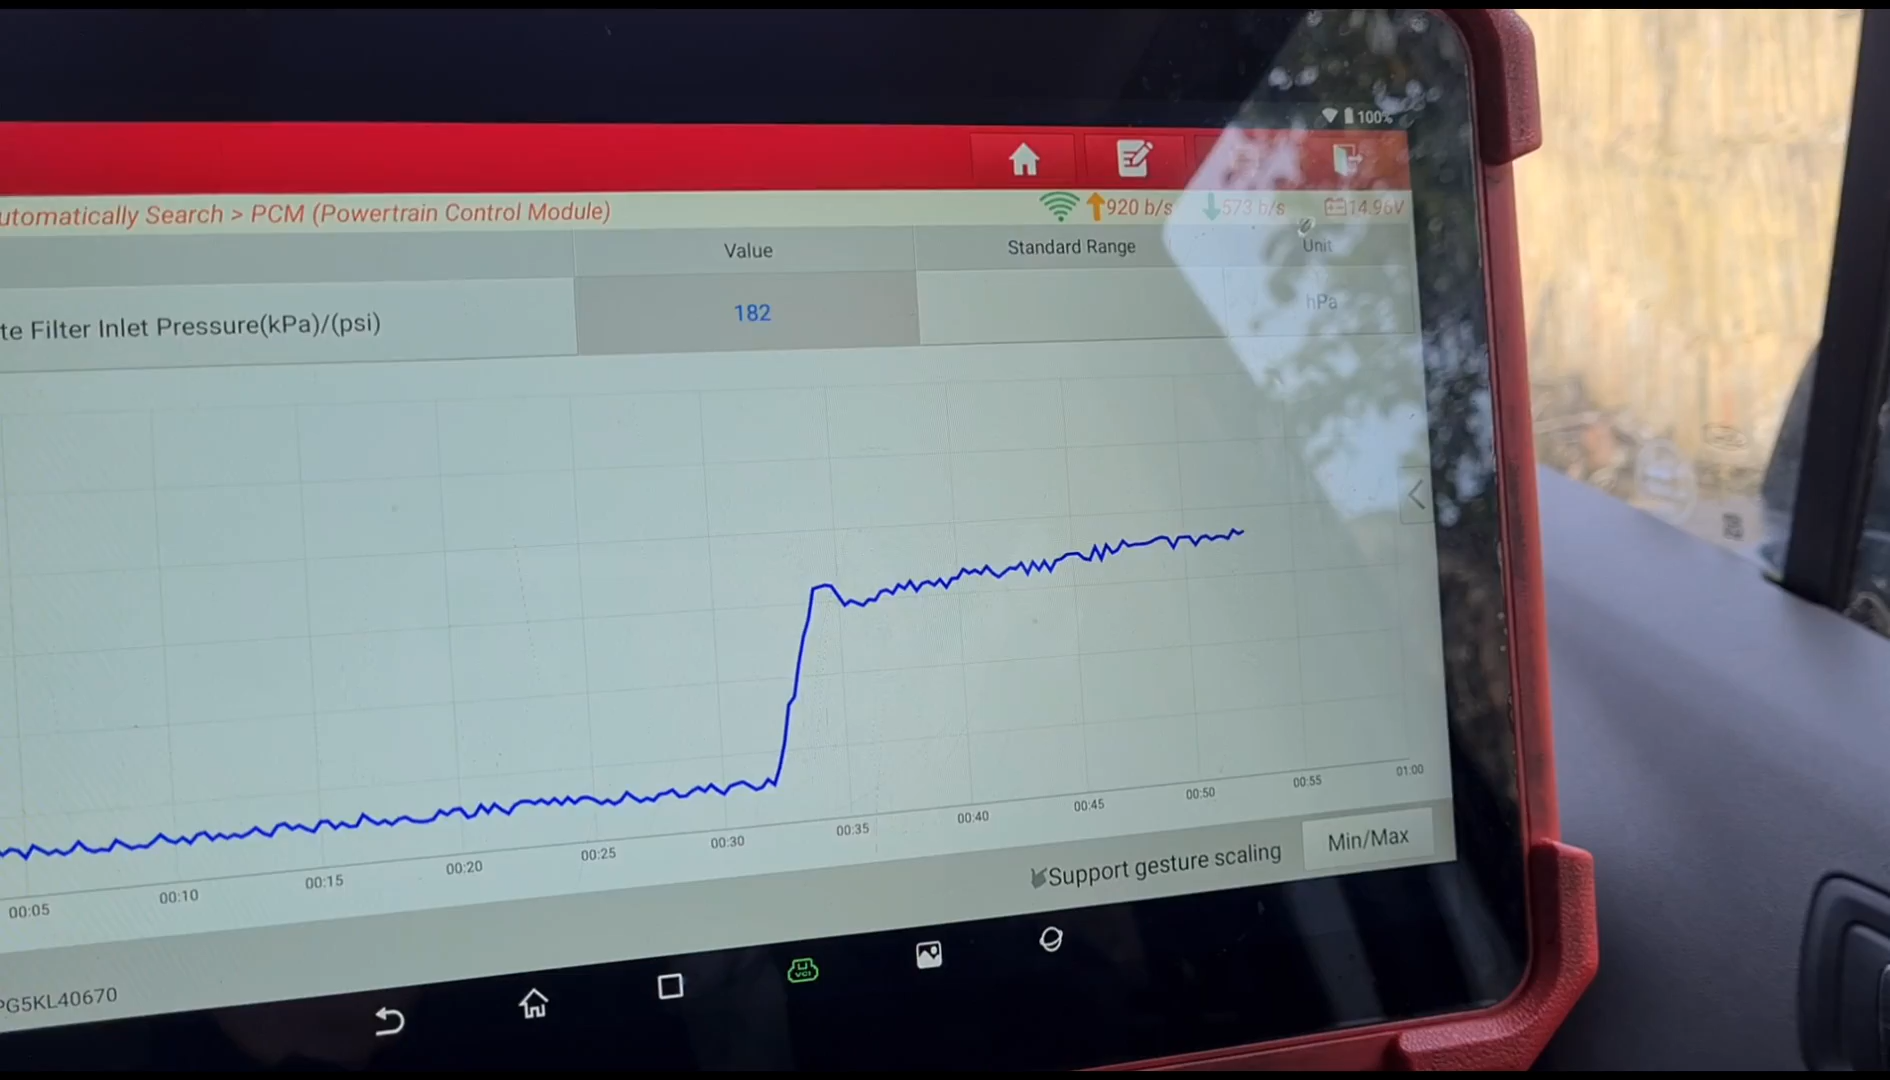 100%
utomatically Search > PCM (Powertrain Control Module)
920 b/s 573 b/s 14.96V
Value Standard Range Unit
te Filter Inlet Pressure(kPa)/(psi) 182 hPa
00:05 00:10 00:15 00:20 00:25 00:30 00:35 00:40 00:45 00:50 00:55 01:00
Support gesture scaling Min/Max
PG5KL40670
VCI